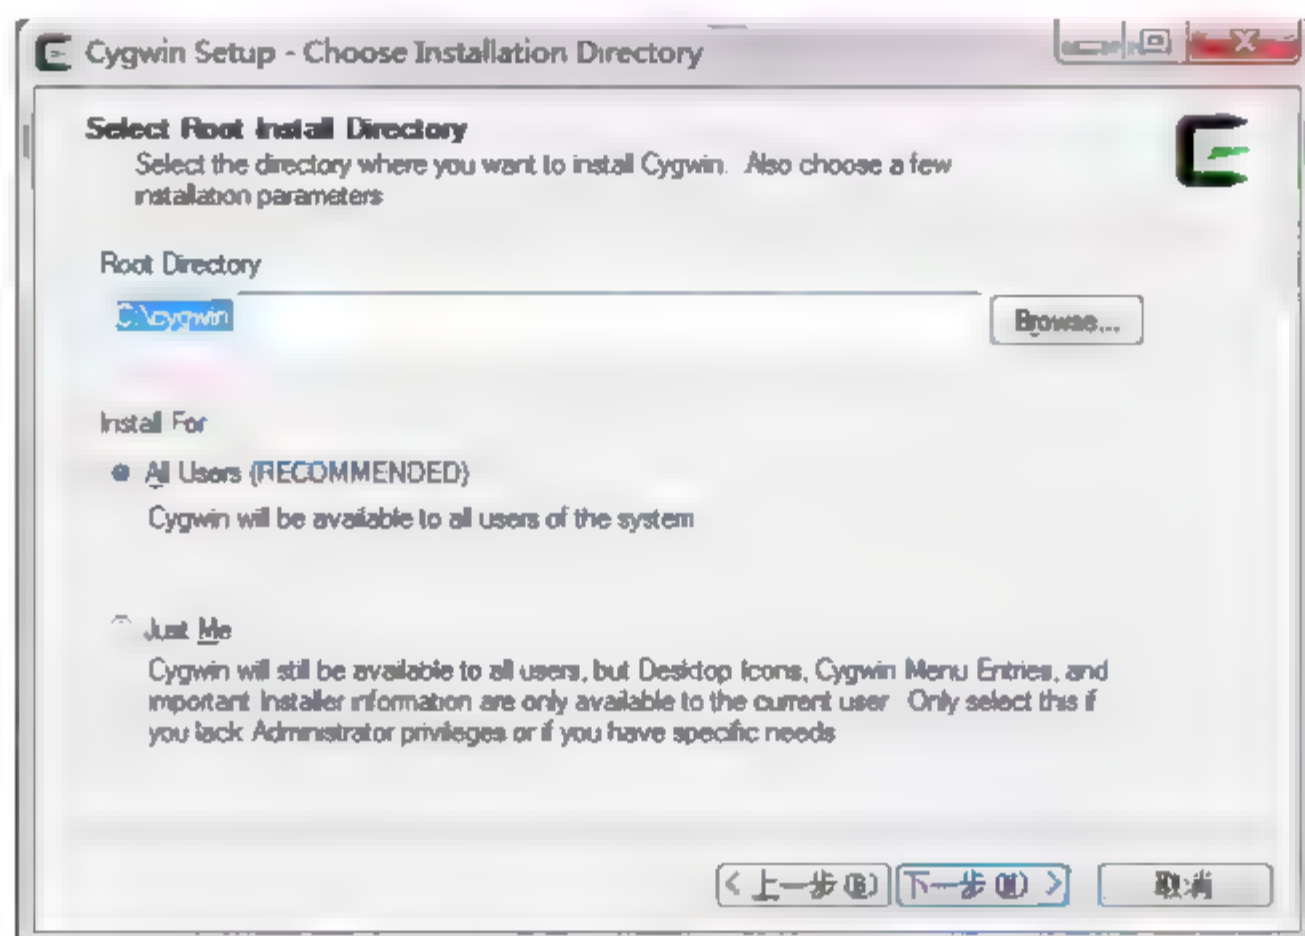 Cygwin Setup - Choose Installation Directory
Select Root Install Directory
Select the directory where you want to install Cygwin. Also choose a few
installation parameters
Root Directory
C:\cygwin
Browse...
Install For
All Users (RECOMMENDED)
Cygwin will be available to all users of the system
Just Me
Cygwin will still be available to all users, but Desktop Icons, Cygwin Menu Entries, and
important Installer information are only available to the current user Only select this if
you lack Administrator privileges or if you have specific needs
< 上一步(B) 下一步(N) > 取消